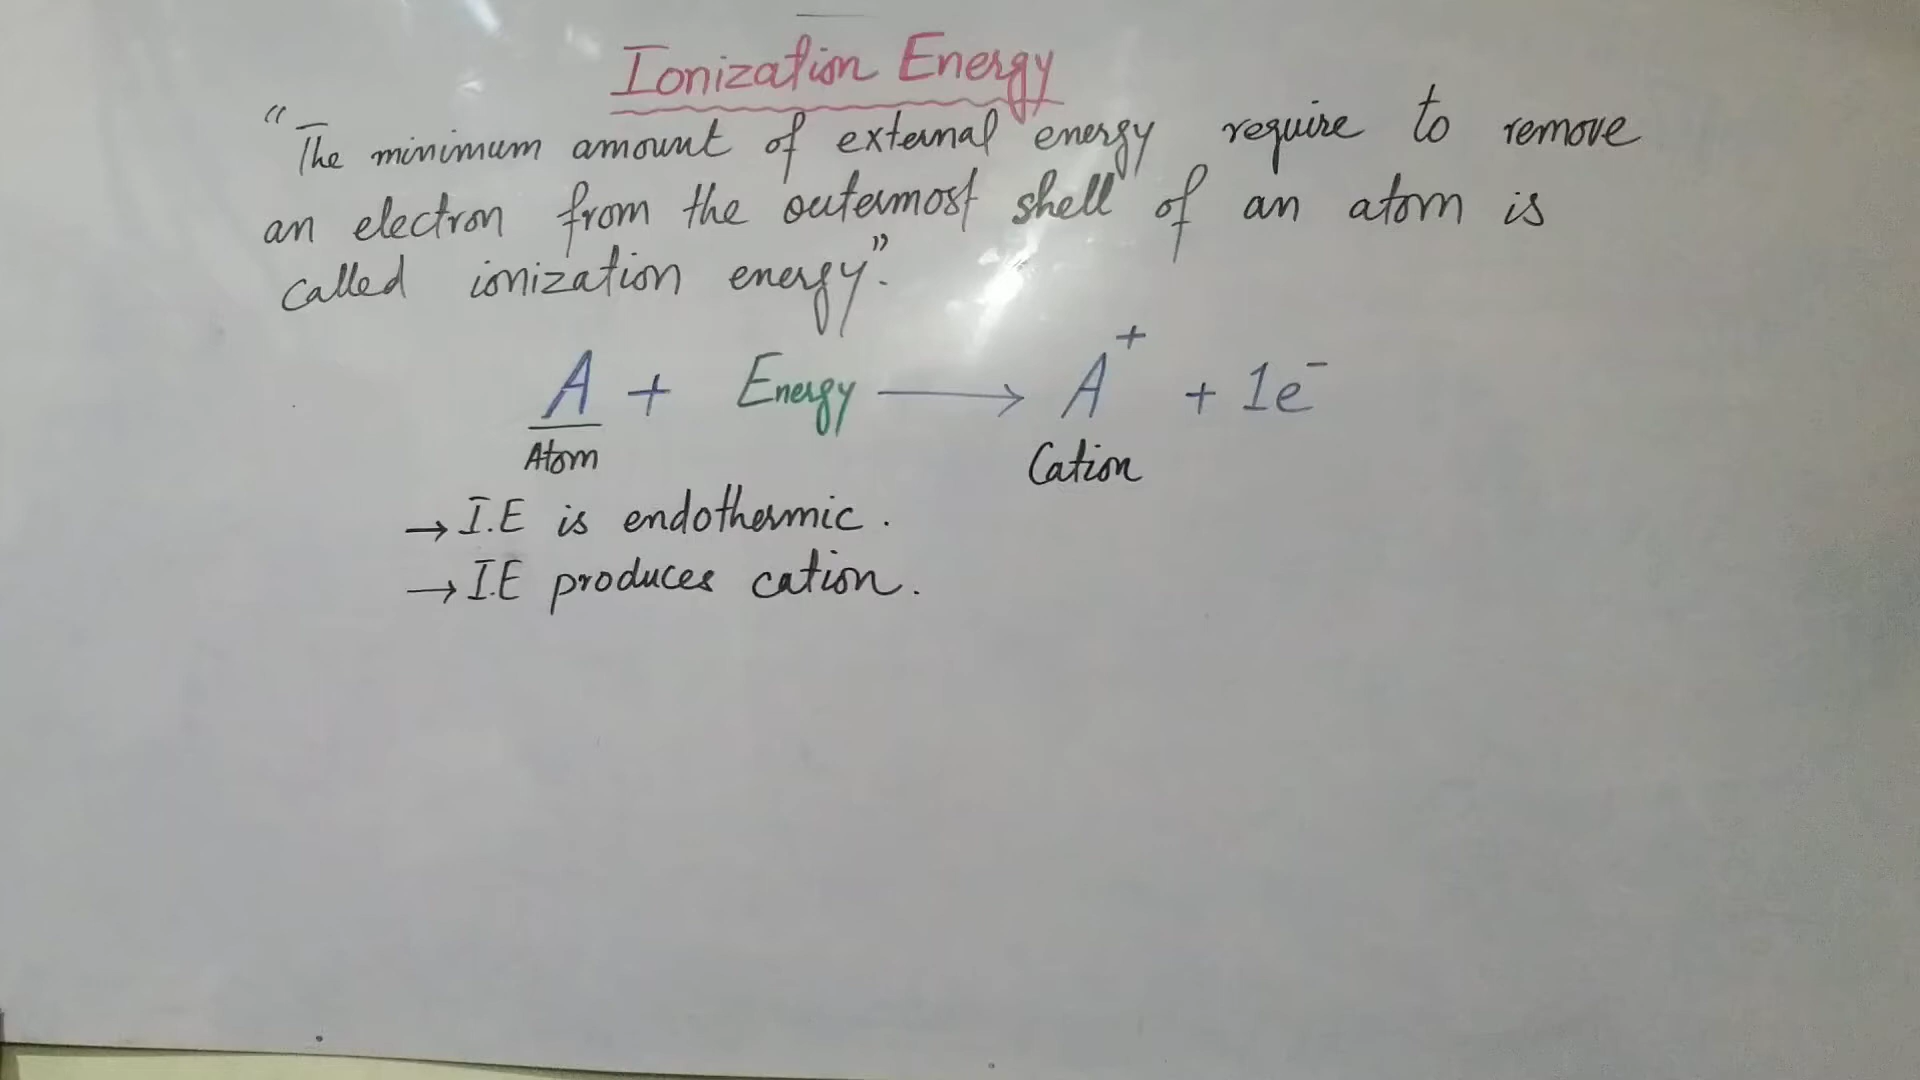 Ionization Energy
"The minimum amount of external energy require to remove
an electron from the outermost shell of an atom is
called ionization energy".
A + Energy ⟶ A⁺ + 1e⁻
Atom Cation
→ I.E is endothermic.
→ I.E produces cation.